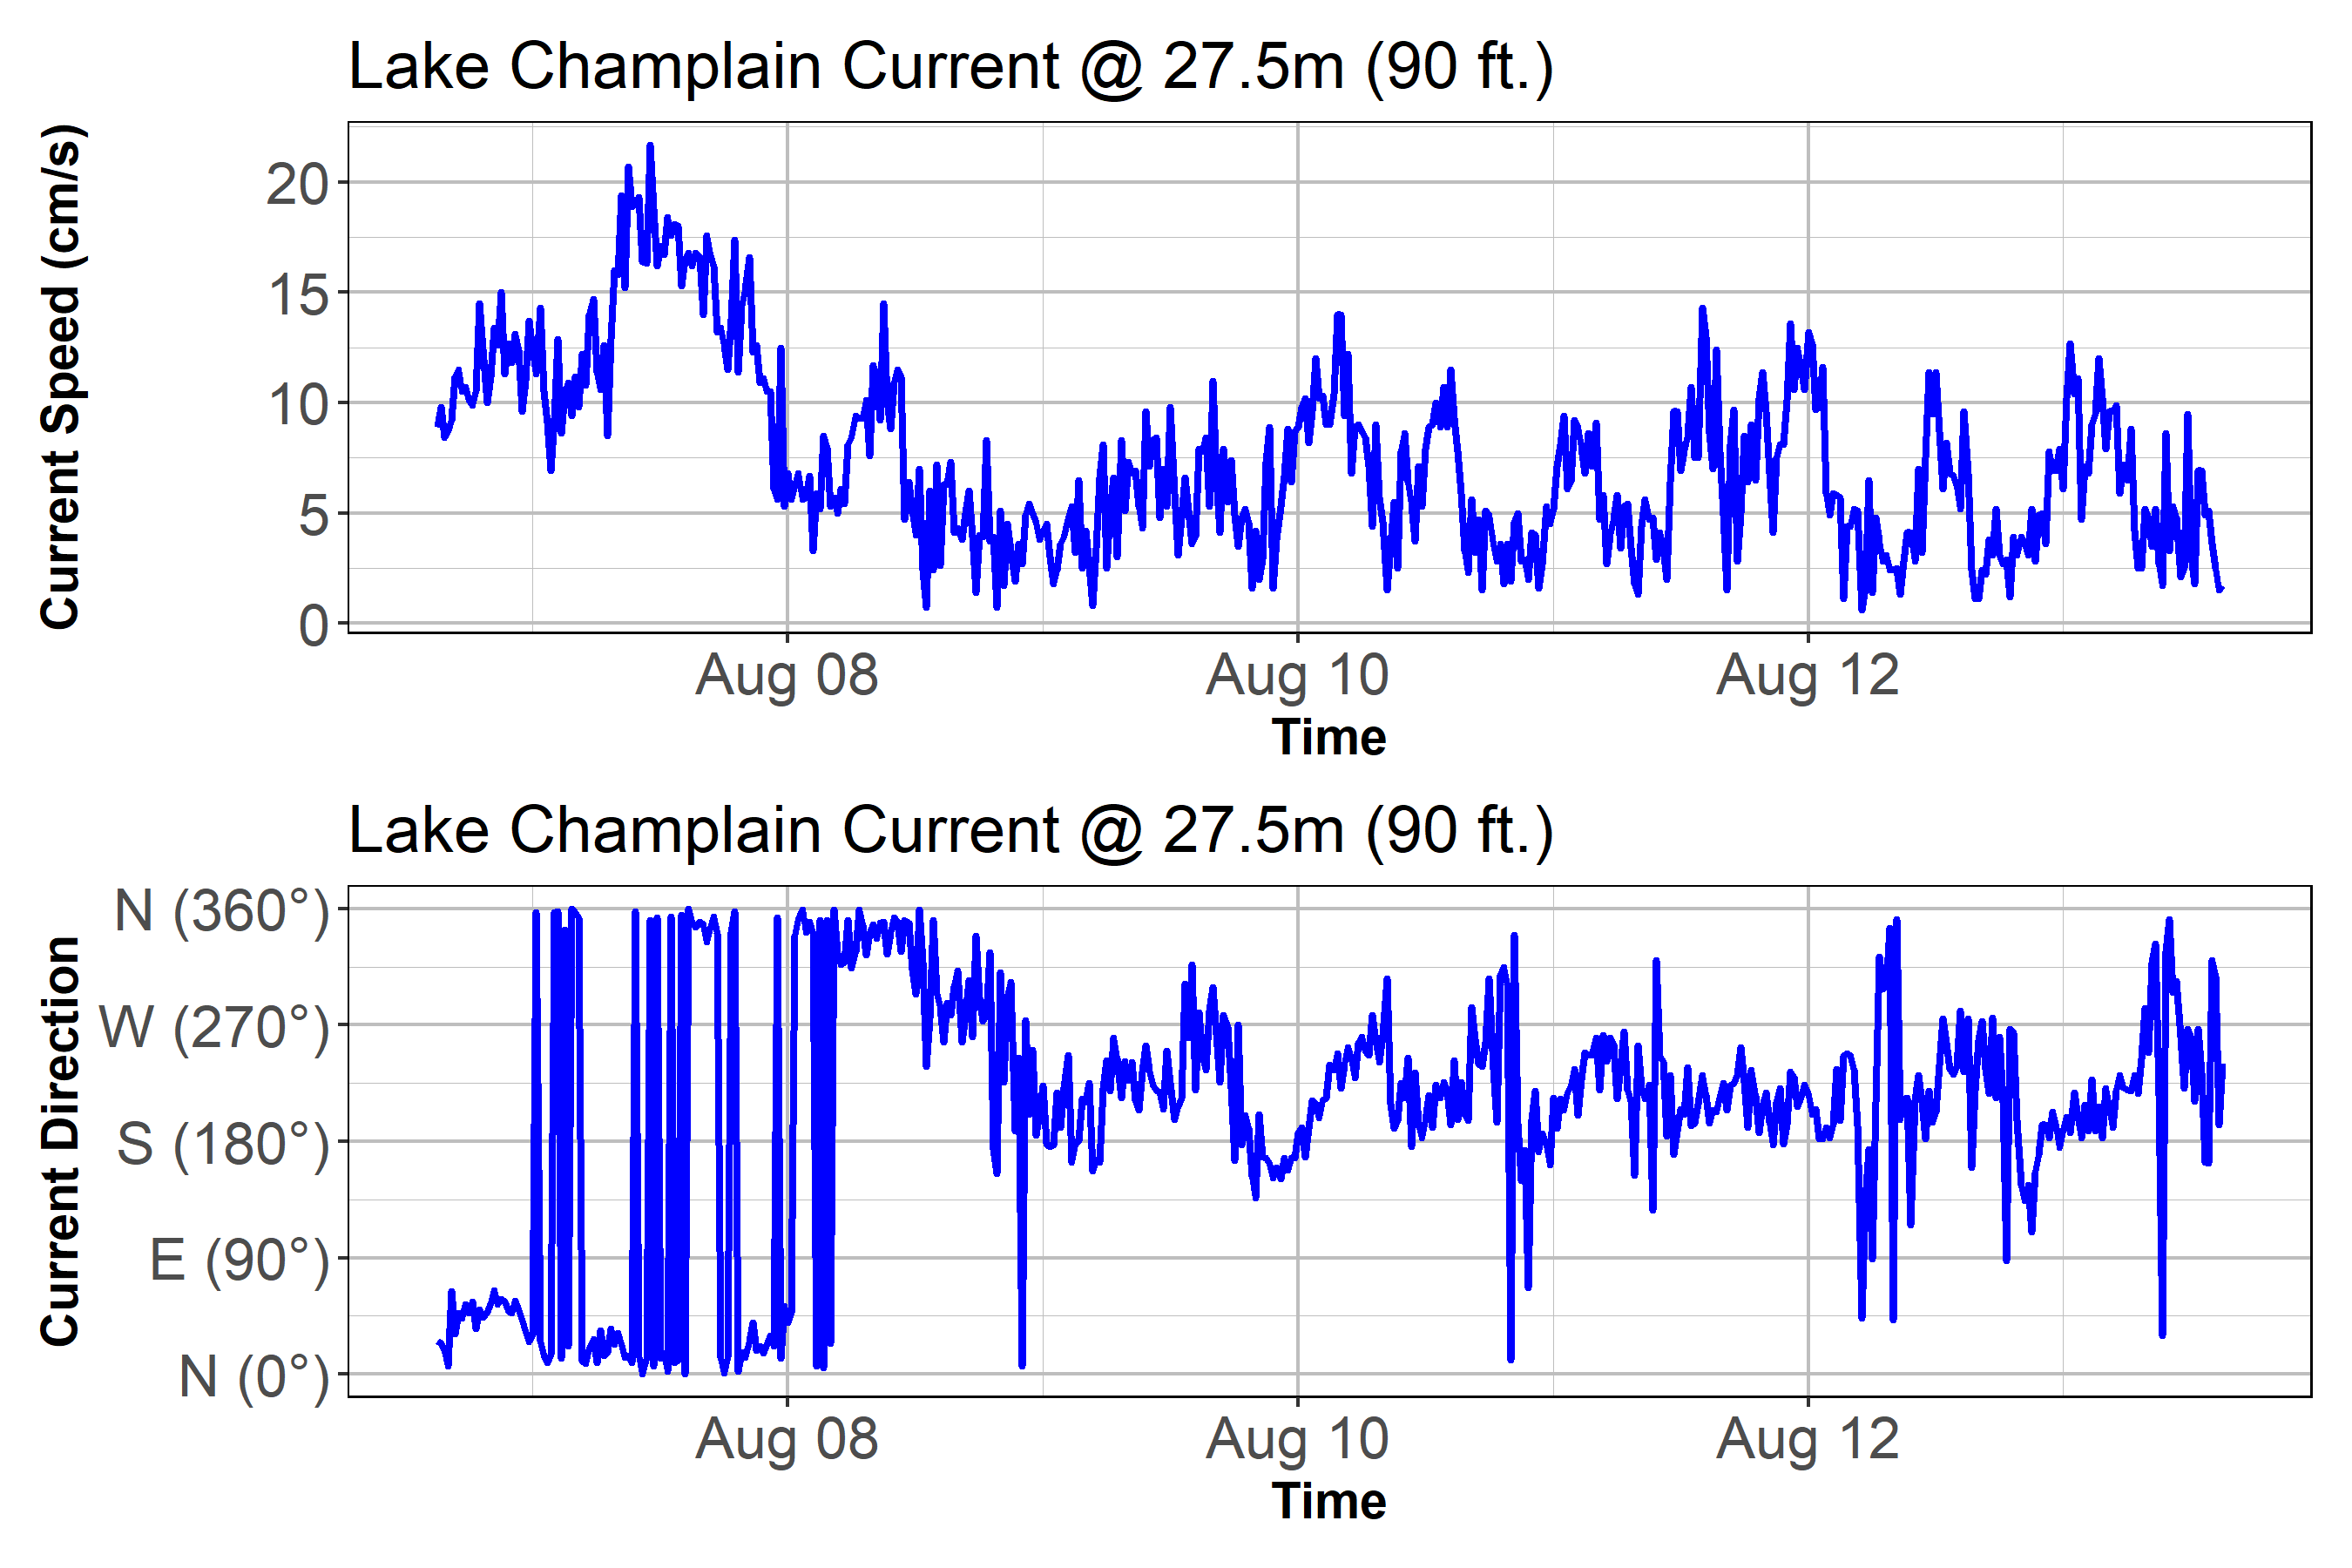 Lake Champlain Current @ 27.5m (90 ft.)
Current Speed (cm/s)
20
15
10
5
0
Aug 08 Aug 10 Aug 12
Time
Lake Champlain Current @ 27.5m (90 ft.)
Current Direction
N (360°)
W (270°)
S (180°)
E (90°)
N (0°)
Aug 08 Aug 10 Aug 12
Time